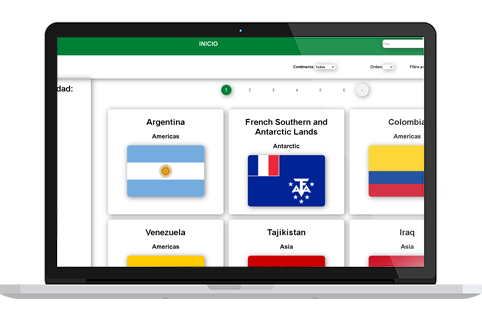 INICIO
Continente: Todos
Orden:
Filtro p
dad:
1 2 3 4 5 6
Argentina
Americas
French Southern and
Antarctic Lands
Antarctic
Colombia
Americas
Venezuela
Americas
Tajikistan
Asia
Iraq
Asia